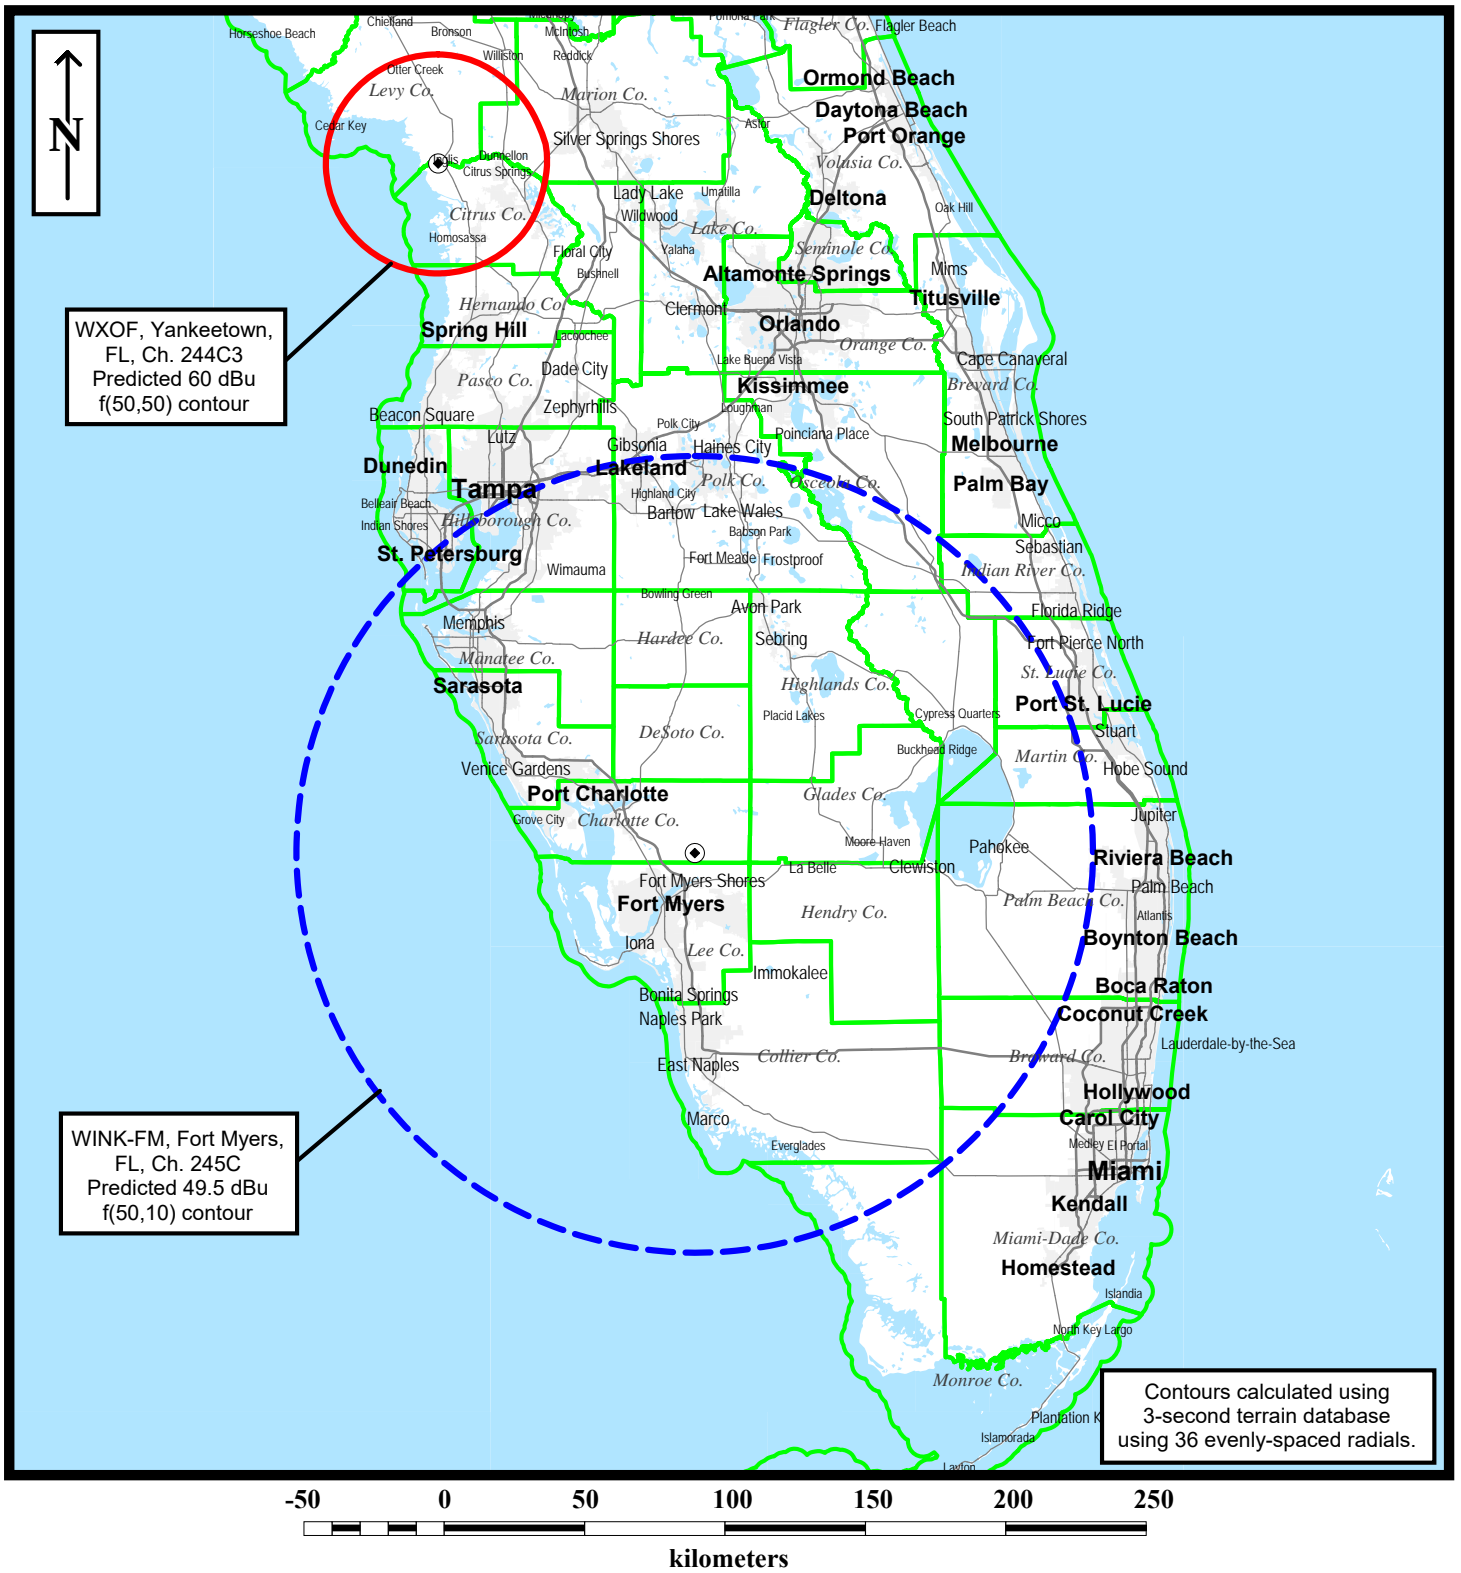 Chiefland
Micanopy
Pomona Park
Flagler Co.
Flagler Beach
Horseshoe Beach
Bronson
McIntosh
Williston
Reddick
Otter Creek
Levy Co.
Marion Co.
Ormond Beach
Daytona Beach
Port Orange
Cedar Key
Astor
N
Silver Springs Shores
Inglis
Dunnellon
Citrus Springs
Volusia Co.
Lady Lake
Umatilla
Deltona
Oak Hill
Citrus Co.
Wildwood
Lake Co.
Homosassa
Floral City
Yalaha
Seminole Co.
Bushnell
Altamonte Springs
Mims
Titusville
Hernando Co.
Clermont
Orlando
WXOF, Yankeetown,
FL, Ch. 244C3
Predicted 60 dBu
f(50,50) contour
Spring Hill
Lacoochee
Orange Co.
Lake Buena Vista
Cape Canaveral
Dade City
Pasco Co.
Kissimmee
Brevard Co.
Beacon Square
Zephyrhills
Loughman
South Patrick Shores
Polk City
Poinciana Place
Lutz
Gibsonia
Haines City
Melbourne
Dunedin
Lakeland
Polk Co.
Osceola Co.
Palm Bay
Tampa
Highland City
Belleair Beach
Bartow
Lake Wales
Indian Shores
Hillsborough Co.
Micco
Babson Park
Sebastian
St. Petersburg
Fort Meade
Frostproof
Wimauma
Indian River Co.
Bowling Green
Avon Park
Florida Ridge
Memphis
Hardee Co.
Sebring
Fort Pierce North
Manatee Co.
St. Lucie Co.
Sarasota
Highlands Co.
Port St. Lucie
Placid Lakes
Cypress Quarters
Sarasota Co.
DeSoto Co.
Stuart
Buckhead Ridge
Martin Co.
Venice Gardens
Hobe Sound
Port Charlotte
Glades Co.
Grove City
Charlotte Co.
Jupiter
Moore Haven
Pahokee
Riviera Beach
La Belle
Clewiston
Fort Myers Shores
Palm Beach
Fort Myers
Palm Beach Co.
Hendry Co.
Atlantis
Iona
Lee Co.
Boynton Beach
Immokalee
Boca Raton
Bonita Springs
Coconut Creek
Naples Park
Lauderdale-by-the-Sea
Collier Co.
Broward Co.
East Naples
Hollywood
Marco
Carol City
Everglades
Medley
El Portal
WINK-FM, Fort Myers,
FL, Ch. 245C
Predicted 49.5 dBu
f(50,10) contour
Miami
Kendall
Miami-Dade Co.
Homestead
Islandia
North Key Largo
Monroe Co.
Plantation K
Islamorada
Layton
Contours calculated using
3-second terrain database
using 36 evenly-spaced radials.
-50 0 50 100 150 200 250
kilometers